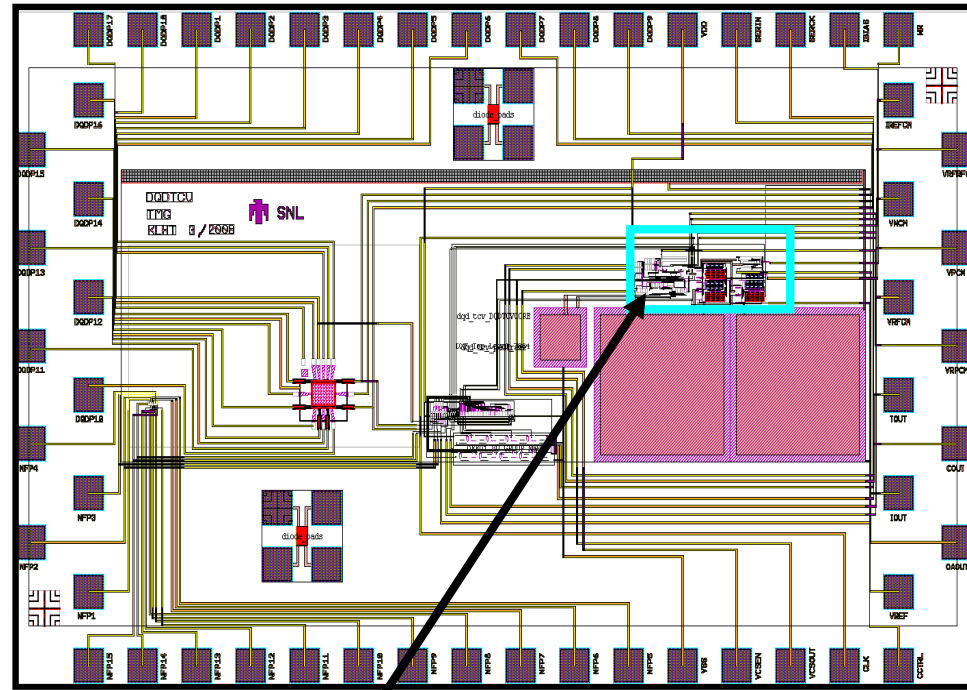 DQDP17
DQDP18
DQDP1
DQDP2
DQDP3
DQDP4
DQDP5
DQDP6
DQDP7
DQDP8
DQDP9
VDD
SERIN
SERCK
IBIAS
DQDP16
diode_pads
IREFCM
DQDP15
DQDTCV
TMG
SNL
DQDP14
VNCM
DQDP13
VPCM
DQDP12
VRFCM
DQDP11
VRPCM
DQDP10
IOUT
NFP4
COUT
NFP3
IOUT
diode_pads
NFP2
OAOUT
NFP1
VREF
NFP15
NFP14
NFP13
NFP12
NFP11
NFP10
NFP9
NFP8
NFP7
NFP6
NFP5
VSS
VCSEN
VCSOUT
CLK
CCTRL